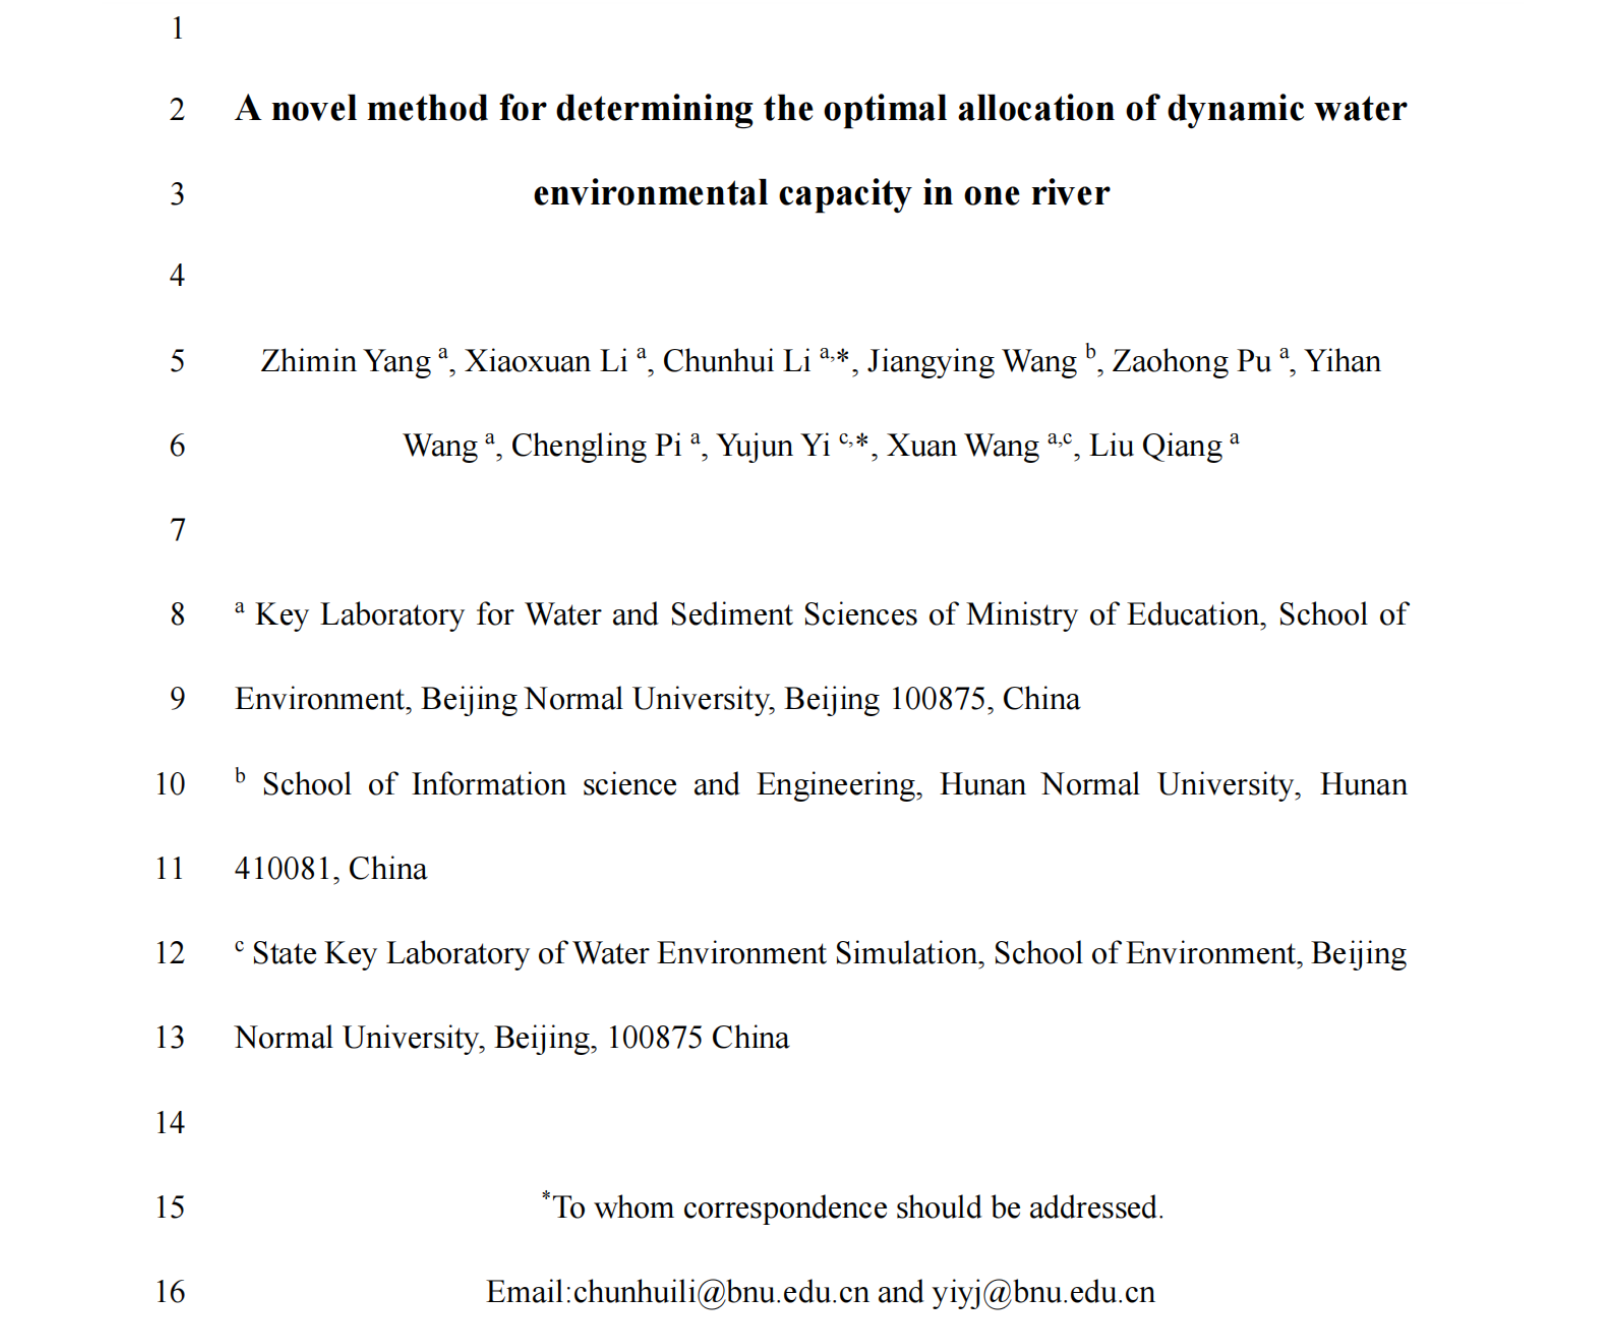 1
2 A novel method for determining the optimal allocation of dynamic water
3 environmental capacity in one river
4
5 Zhimin Yang a, Xiaoxuan Li a, Chunhui Li a,*, Jiangying Wang b, Zaohong Pu a, Yihan
6 Wang a, Chengling Pi a, Yujun Yi c,*, Xuan Wang a,c, Liu Qiang a
7
8 a Key Laboratory for Water and Sediment Sciences of Ministry of Education, School of
9 Environment, Beijing Normal University, Beijing 100875, China
10 b School of Information science and Engineering, Hunan Normal University, Hunan
11 410081, China
12 c State Key Laboratory of Water Environment Simulation, School of Environment, Beijing
13 Normal University, Beijing, 100875 China
14
15 *To whom correspondence should be addressed.
16 Email:chunhuili@bnu.edu.cn and yiyj@bnu.edu.cn